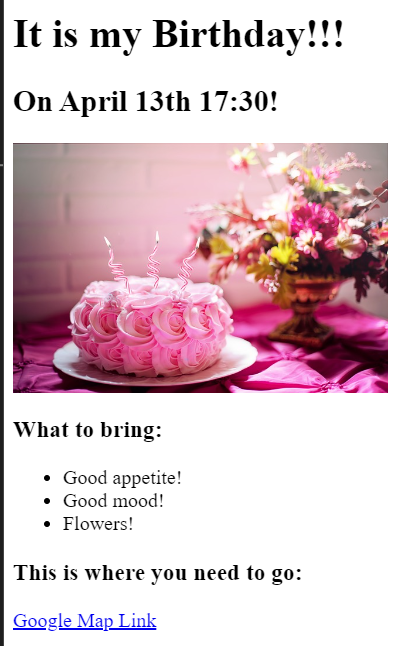 It is my Birthday!!!
On April 13th 17:30!
What to bring:
Good appetite!
Good mood!
Flowers!
This is where you need to go:
Google Map Link